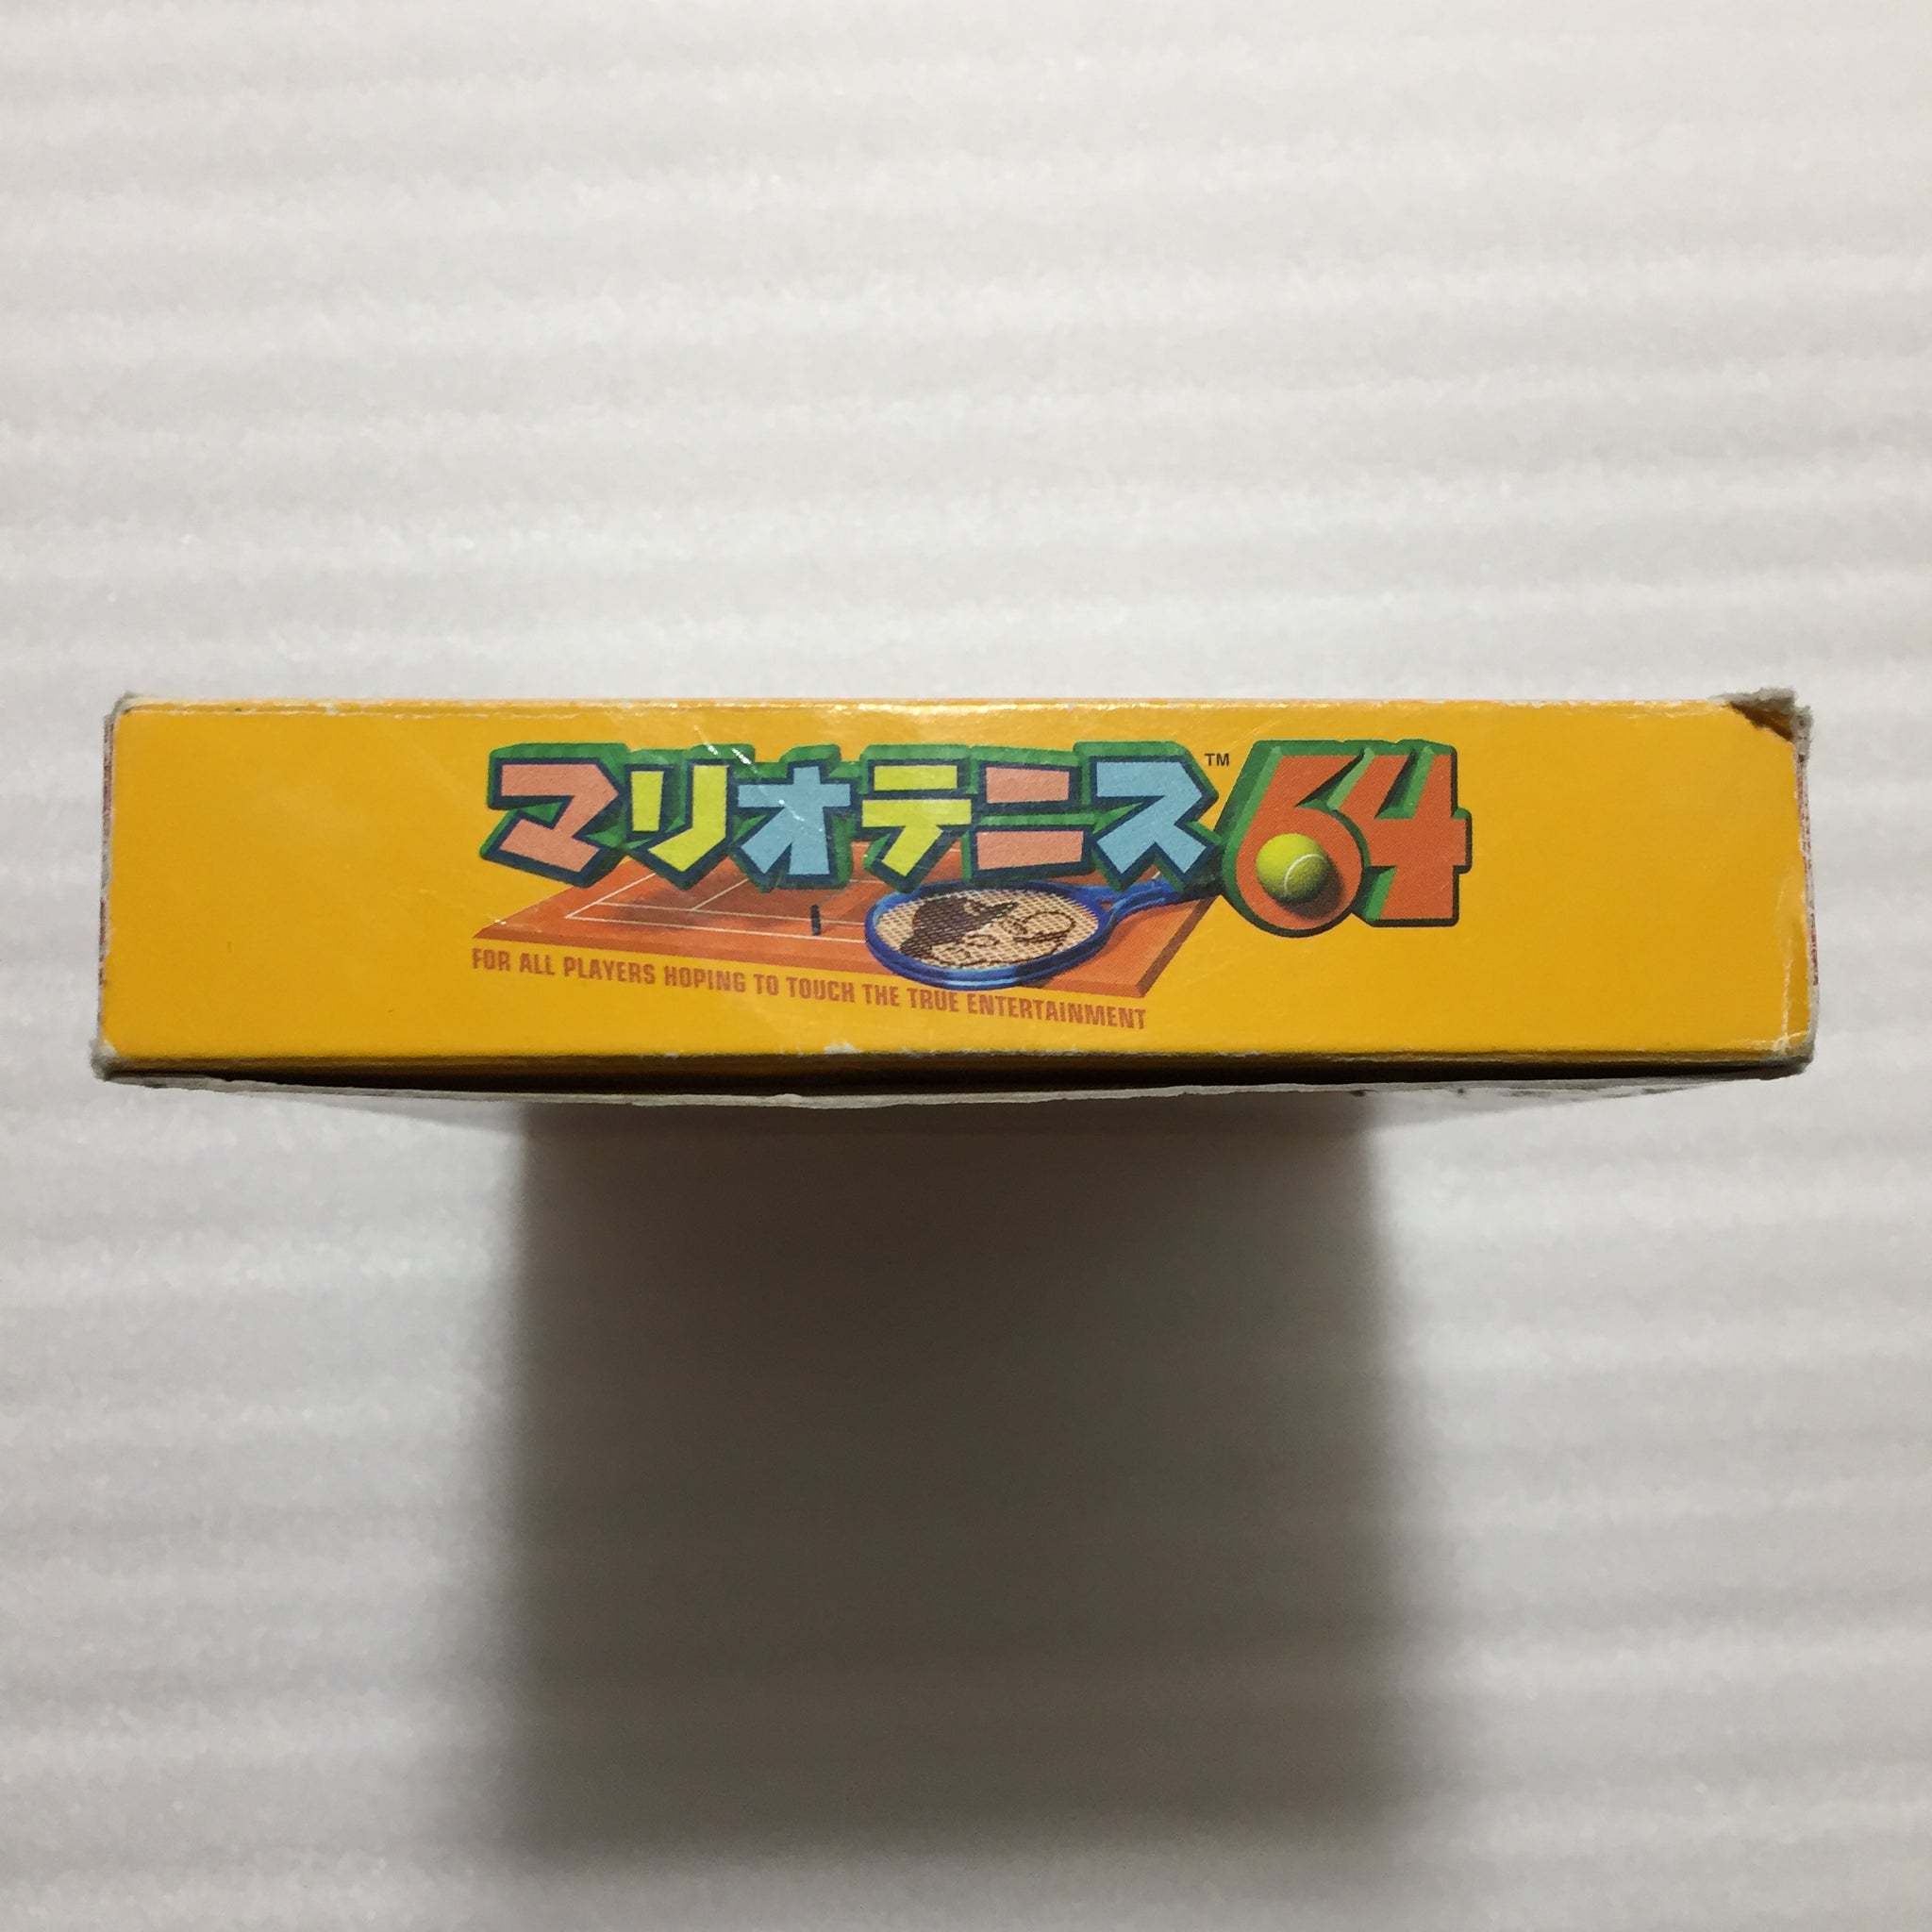 マリオテニス™64
FOR ALL PLAYERS HOPING TO TOUCH THE TRUE ENTERTAiNMENT